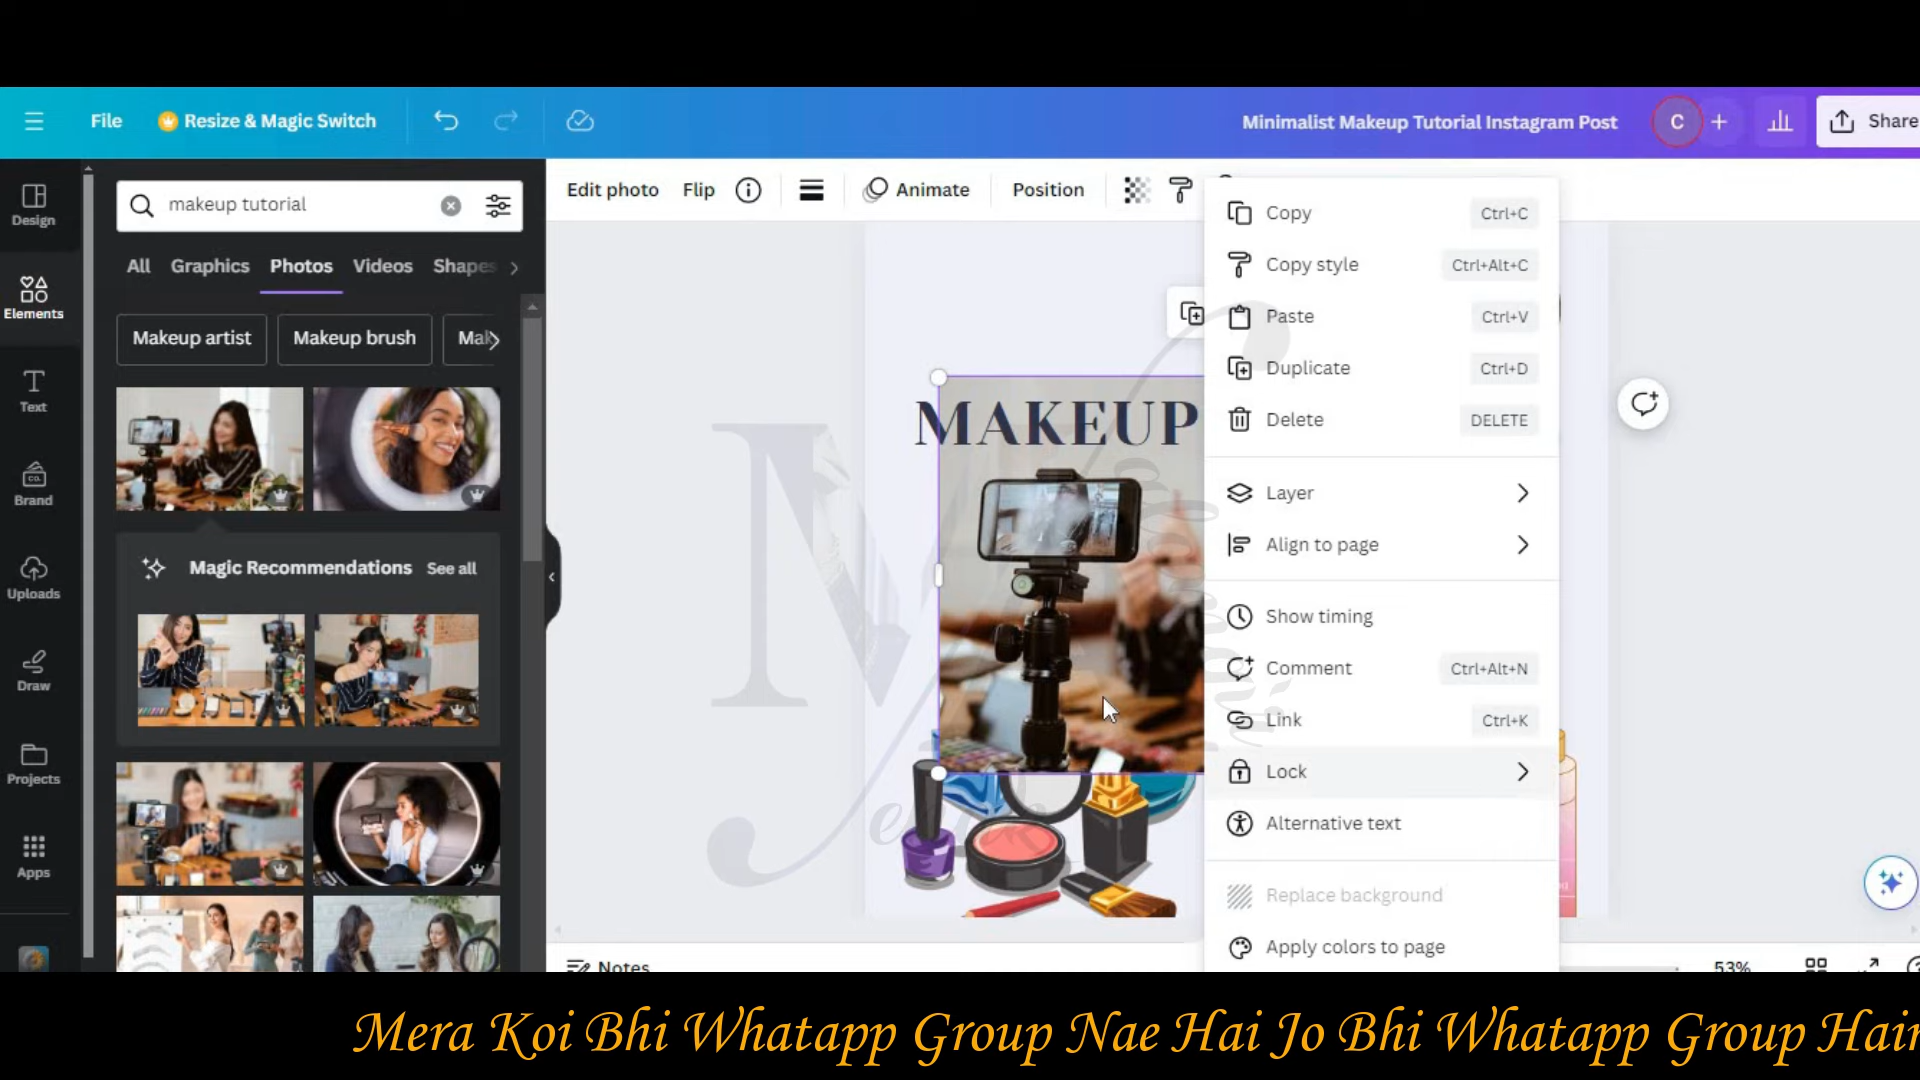 File
Resize & Magic Switch
Minimalist Makeup Tutorial Instagram Post
C
Share
Design
Elements
Text
Brand
Uploads
Draw
Projects
Apps
makeup tutorial
All
Graphics
Photos
Videos
Shapes
Makeup artist
Makeup brush
Mak
Magic Recommendations
See all
Edit photo
Flip
Animate
Position
MAKEUP
Copy
Ctrl+C
Copy style
Ctrl+Alt+C
Paste
Ctrl+V
Duplicate
Ctrl+D
Delete
DELETE
Layer
Align to page
Show timing
Comment
Ctrl+Alt+N
Link
Ctrl+K
Lock
Alternative text
Replace background
Apply colors to page
Notes
53%
Mera Koi Bhi Whatapp Group Nae Hai Jo Bhi Whatapp Group Hain